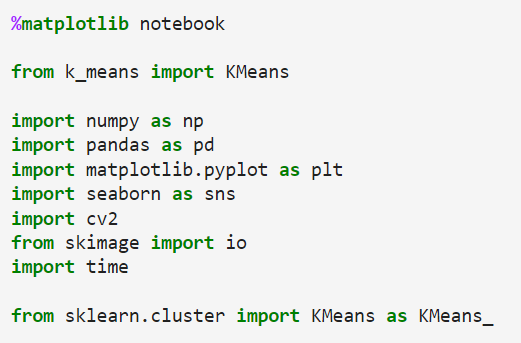 %matplotlib notebook
from k_means import KMeans
import numpy as np
import pandas as pd
import matplotlib.pyplot as plt
import seaborn as sns
import cv2
from skimage import io
import time
from sklearn.cluster import KMeans as KMeans_